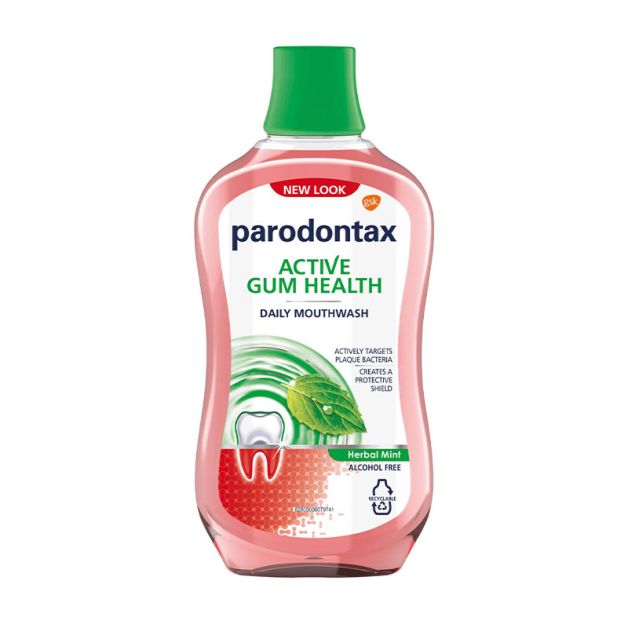 NEW LOOK
gsk
parodontax
ACTIVE
GUM HEALTH
DAILY MOUTHWASH
ACTIVELY TARGETS
PLAQUE BACTERIA
CREATES A
PROTECTIVE
SHIELD
Herbal Mint
ALCOHOL FREE
RECYCLABLE